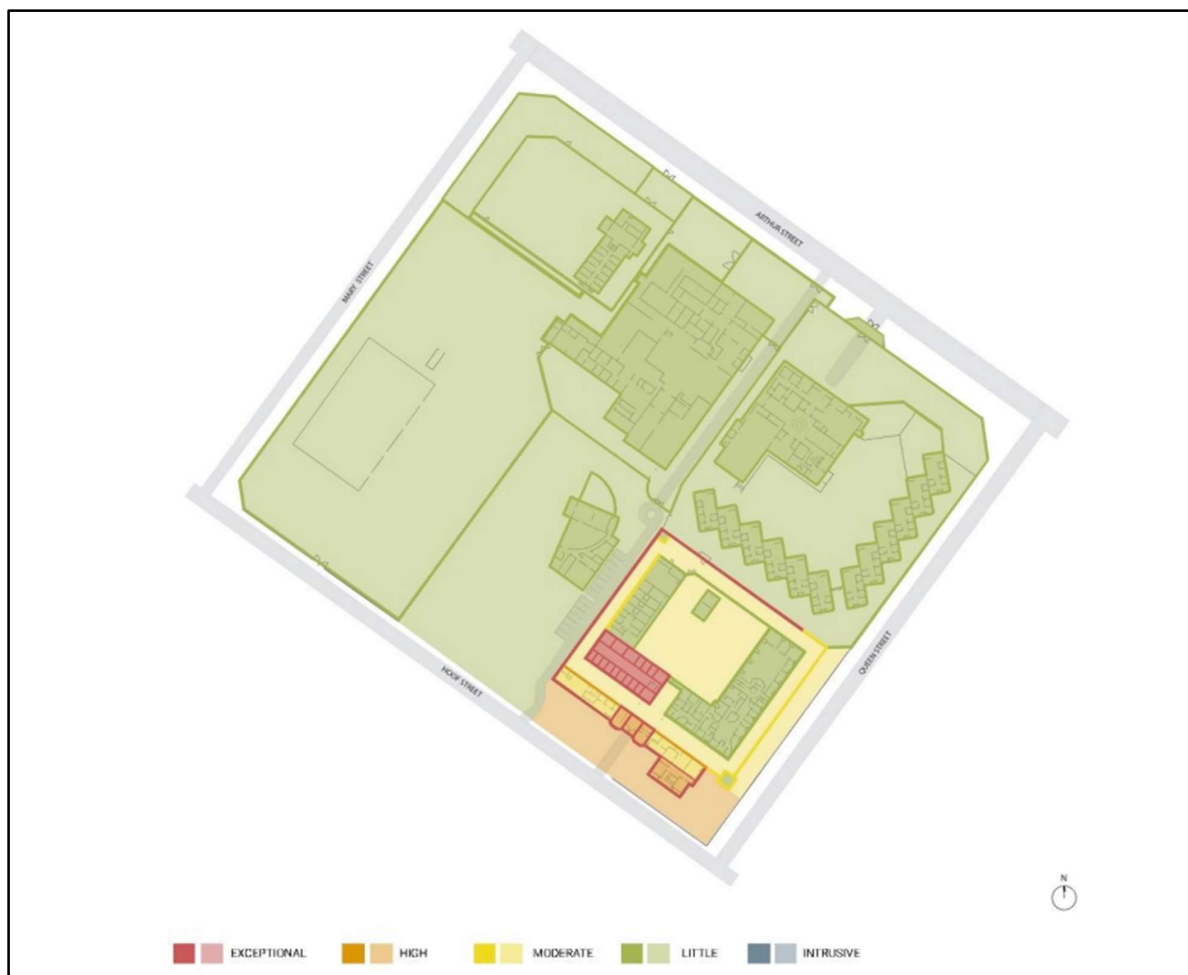 ARTHUR STREET
MARY STREET
QUEEN STREET
HOOF STREET
N
EXCEPTIONAL HIGH MODERATE LITTLE INTRUSIVE